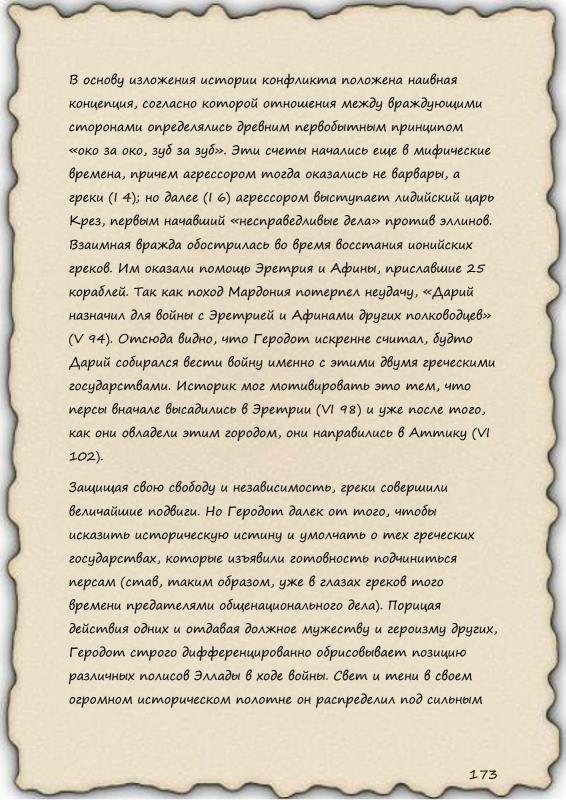 В основу изложения истории конфликта положена наивная
концепция, согласно которой отношения между враждующими
сторонами определялись древним первобытным принципом
«око за око, зуб за зуб». Эти счеты начались еще в мифические
времена, причем агрессором тогда оказались не варвары, а
греки (I 4); но далее (I 6) агрессором выступает лидийский царь
Крез, первым начавший «несправедливые дела» против эллинов.
Взаимная вражда обострилась во время восстания ионийских
греков. Им оказали помощь Эретрия и Афины, приславшие 25
кораблей. Так как поход Мардония потерпел неудачу, «Дарий
назначил для войны с Эретрией и Афинами других полководцев»
(V 94). Отсюда видно, что Геродот искренне считал, будто
Дарий собирался вести войну именно с этими двумя греческими
государствами. Историк мог мотивировать это тем, что
персы вначале высадились в Эретрии (VI 98) и уже после того,
как они овладели этим городом, они направились в Аттику (VI
102).
Защищая свою свободу и независимость, греки совершили
величайшие подвиги. Но Геродот далек от того, чтобы
исказить историческую истину и умолчать о тех греческих
государствах, которые изъявили готовность подчиниться
персам (став, таким образом, уже в глазах греков того
времени предателями общенационального дела). Порицая
действия одних и отдавая должное мужеству и героизму других,
Геродот строго дифференцированно обрисовывает позицию
различных полисов Эллады в ходе войны. Свет и тени в своем
огромном историческом полотне он распределил под сильным
173